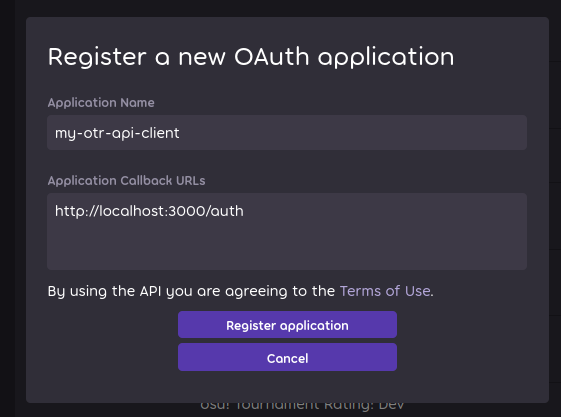 Register a new OAuth application
Application Name
my-otr-api-client
Application Callback URLs
http://localhost:3000/auth
By using the API you are agreeing to the Terms of Use.
Register application
Cancel
osu! Tournament Rating: Dev